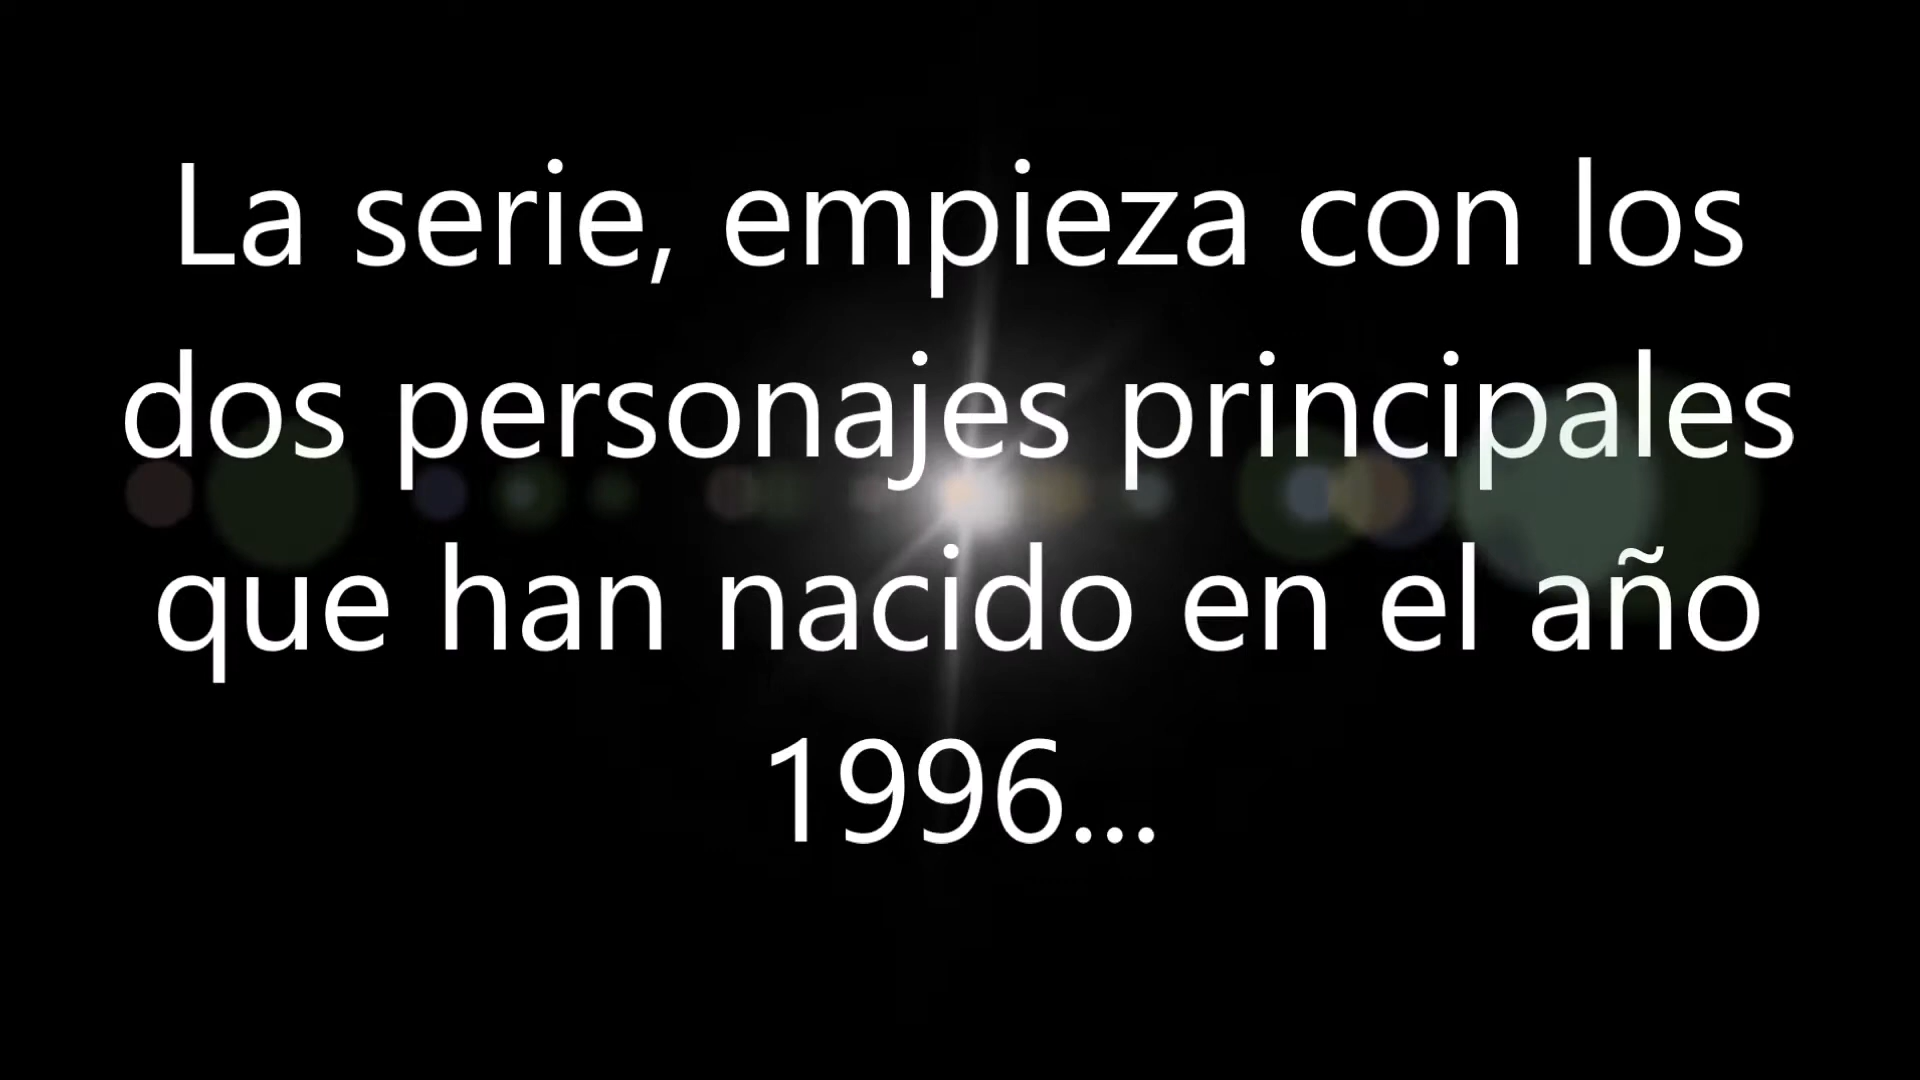 La serie, empieza con los
dos personajes principales
que han nacido en el año
1996...